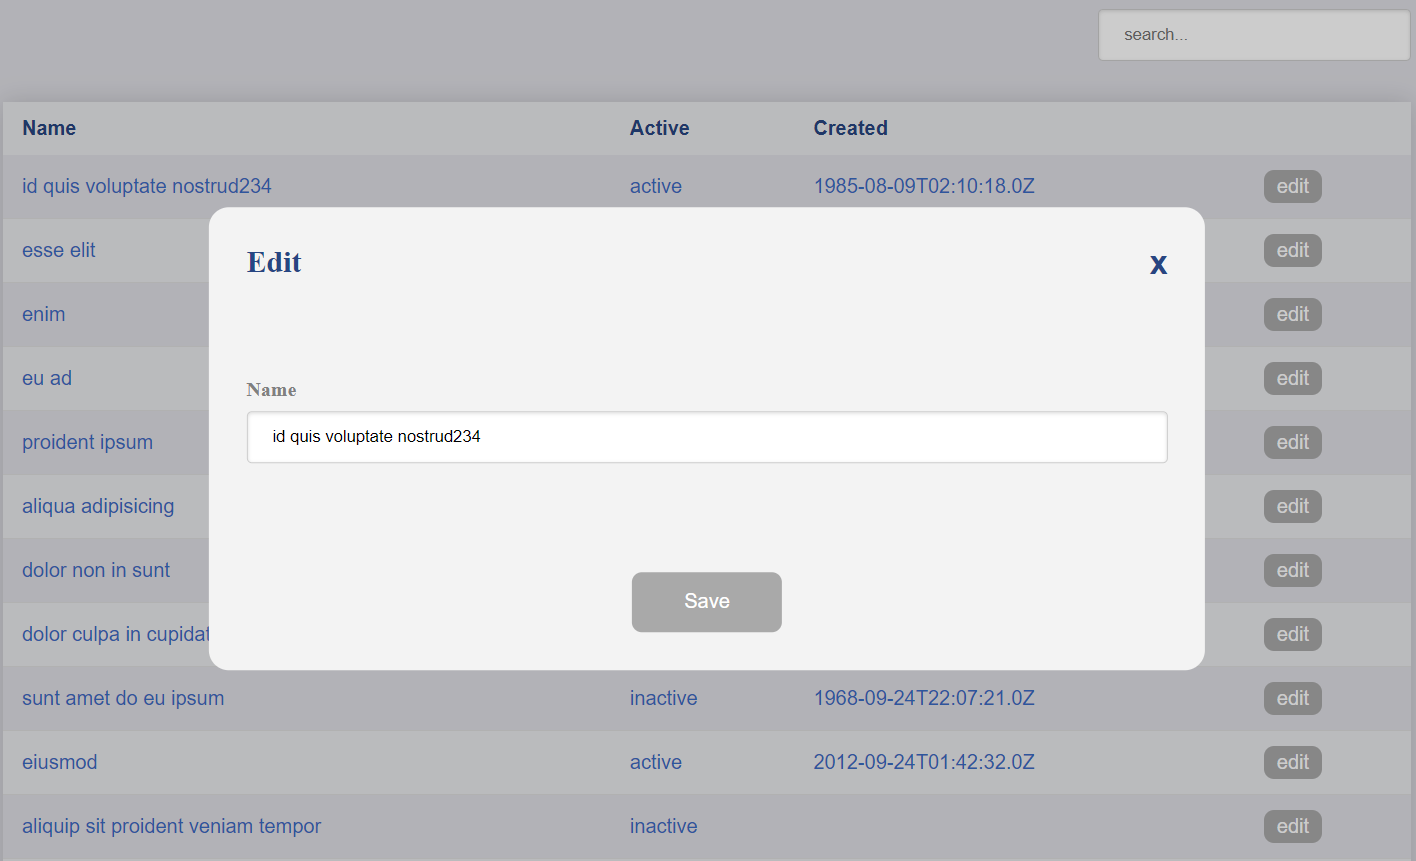 search...
Name Active Created
id quis voluptate nostrud234 active 1985-08-09T02:10:18.0Z edit
esse elit edit
Edit x
enim edit
eu ad edit
Name
proident ipsum edit
id quis voluptate nostrud234
aliqua adipisicing edit
dolor non in sunt edit
Save
dolor culpa in cupidat edit
sunt amet do eu ipsum inactive 1968-09-24T22:07:21.0Z edit
eiusmod active 2012-09-24T01:42:32.0Z edit
aliquip sit proident veniam tempor inactive edit